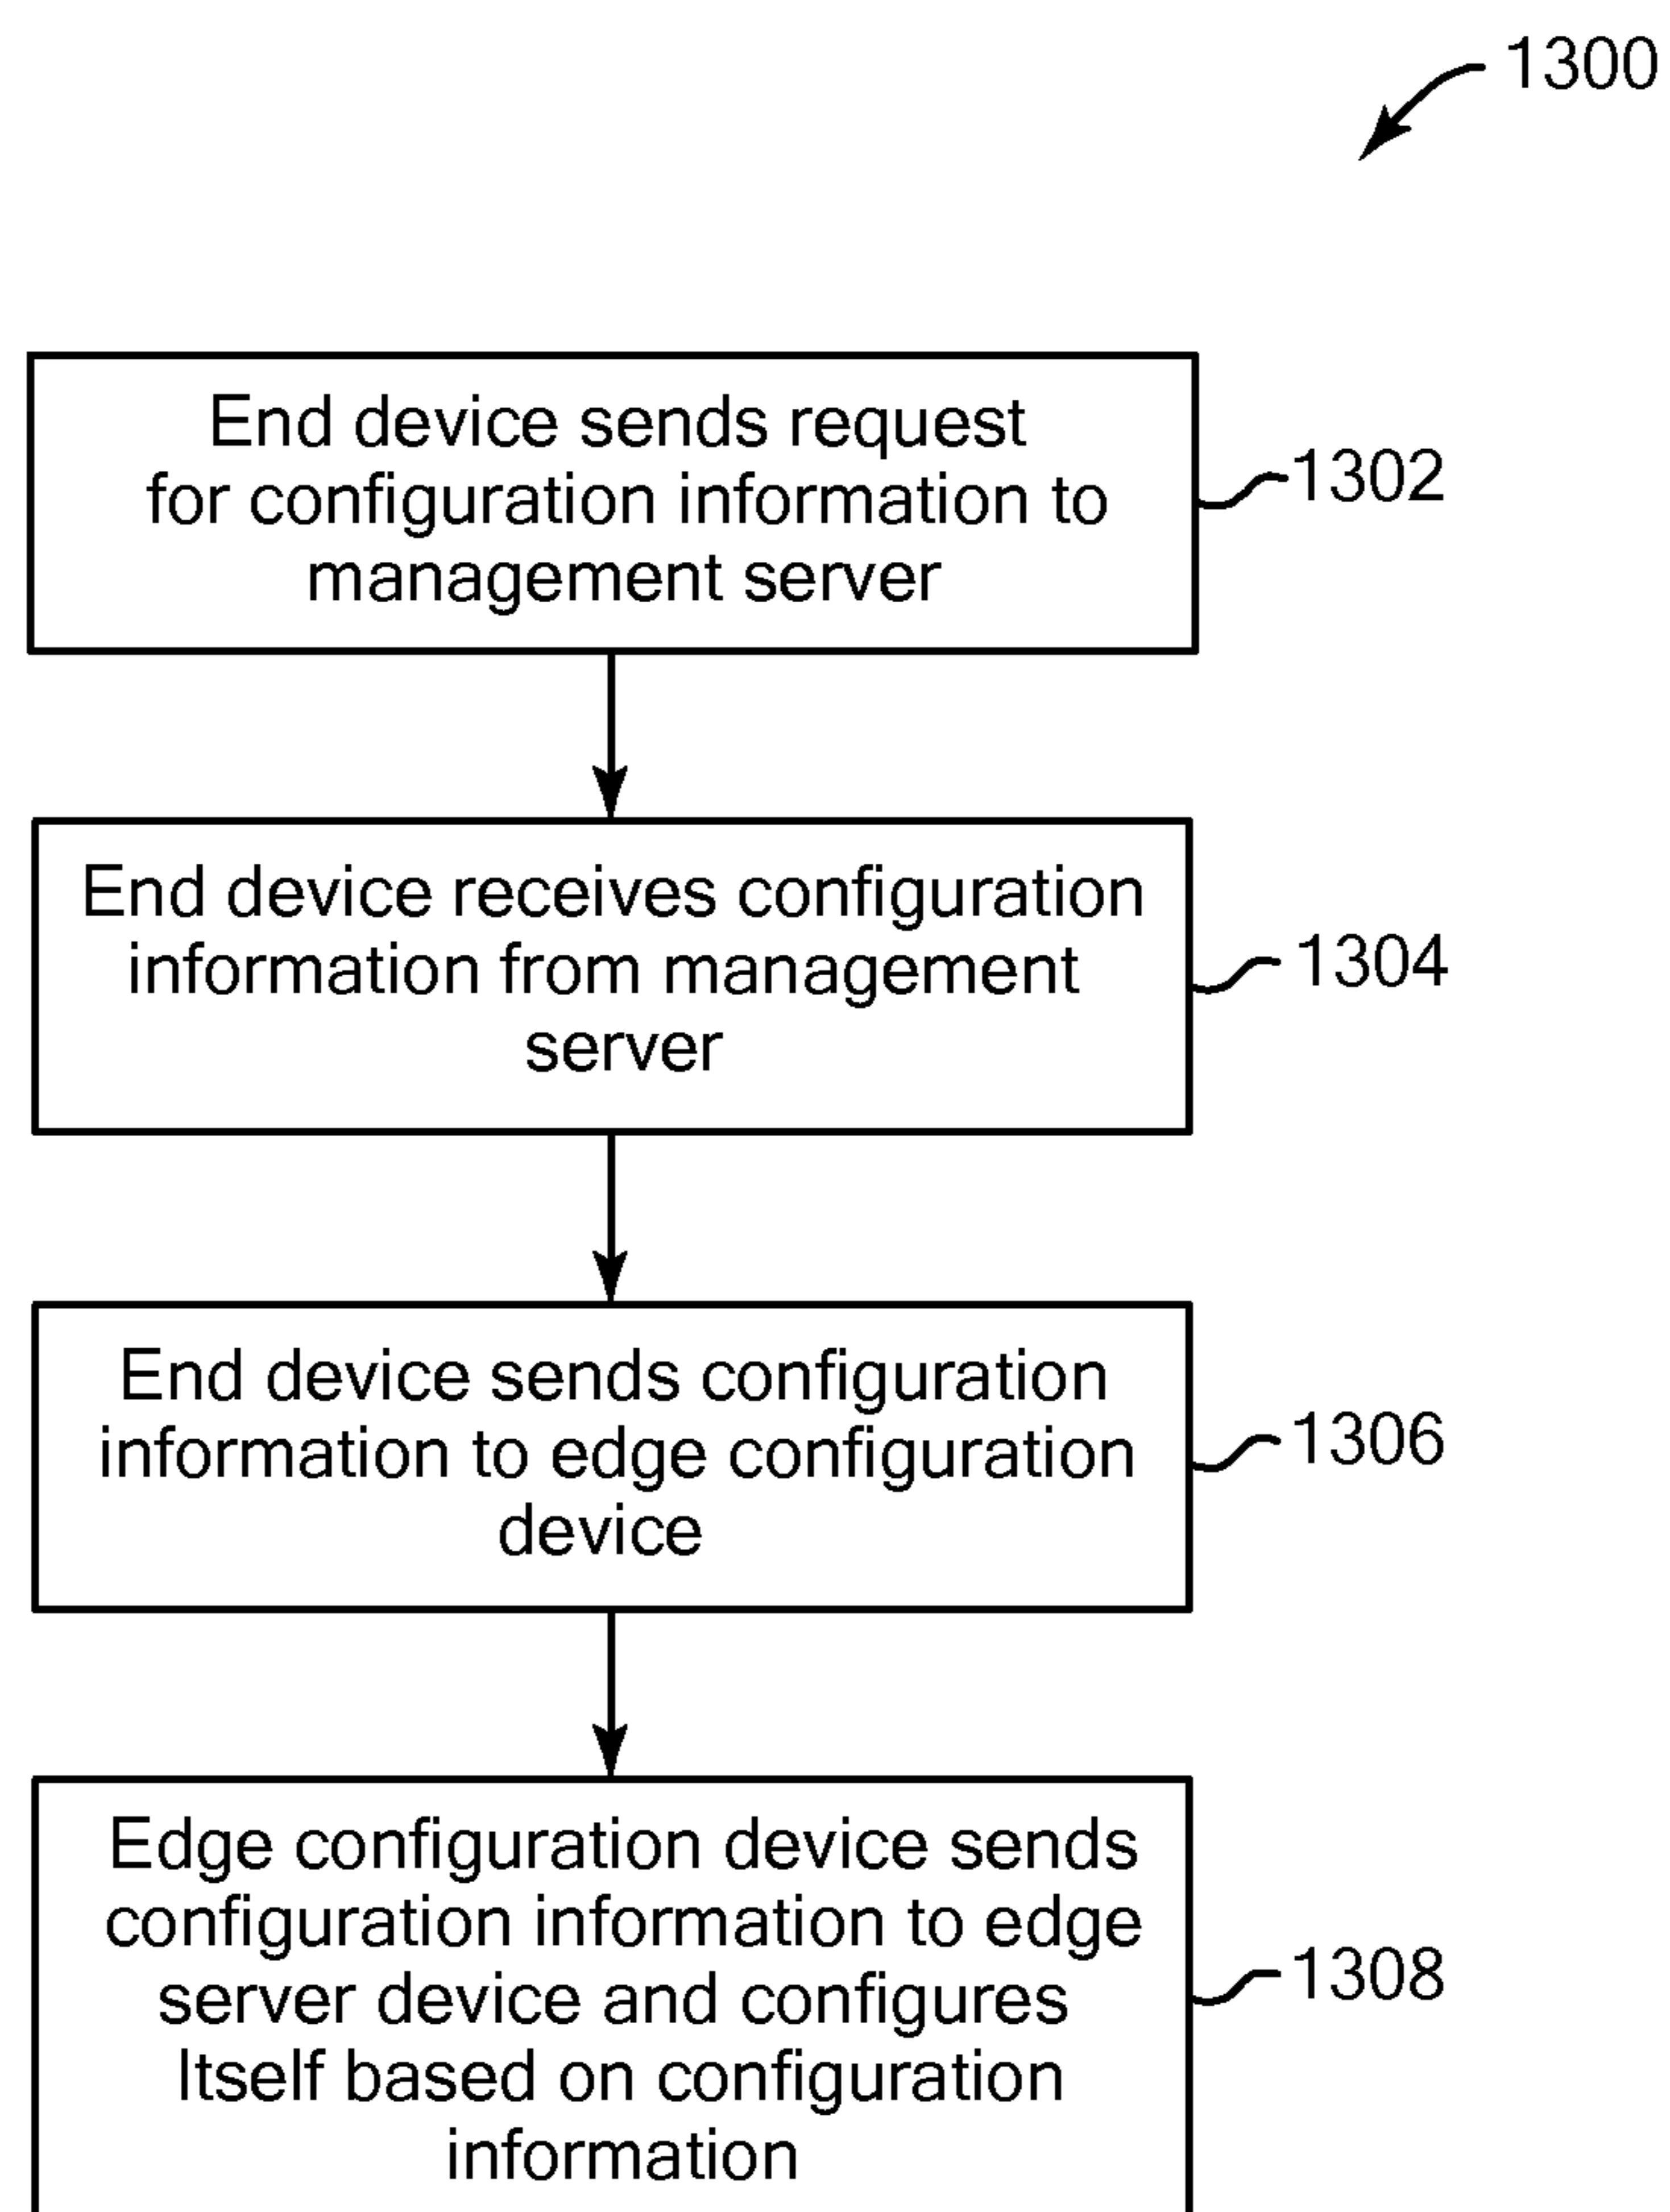 1300
End device sends request
for configuration information to
management server
1302
End device receives configuration
information from management
server
1304
End device sends configuration
information to edge configuration
device
1306
Edge configuration device sends
configuration information to edge
server device and configures
Itself based on configuration
information
1308